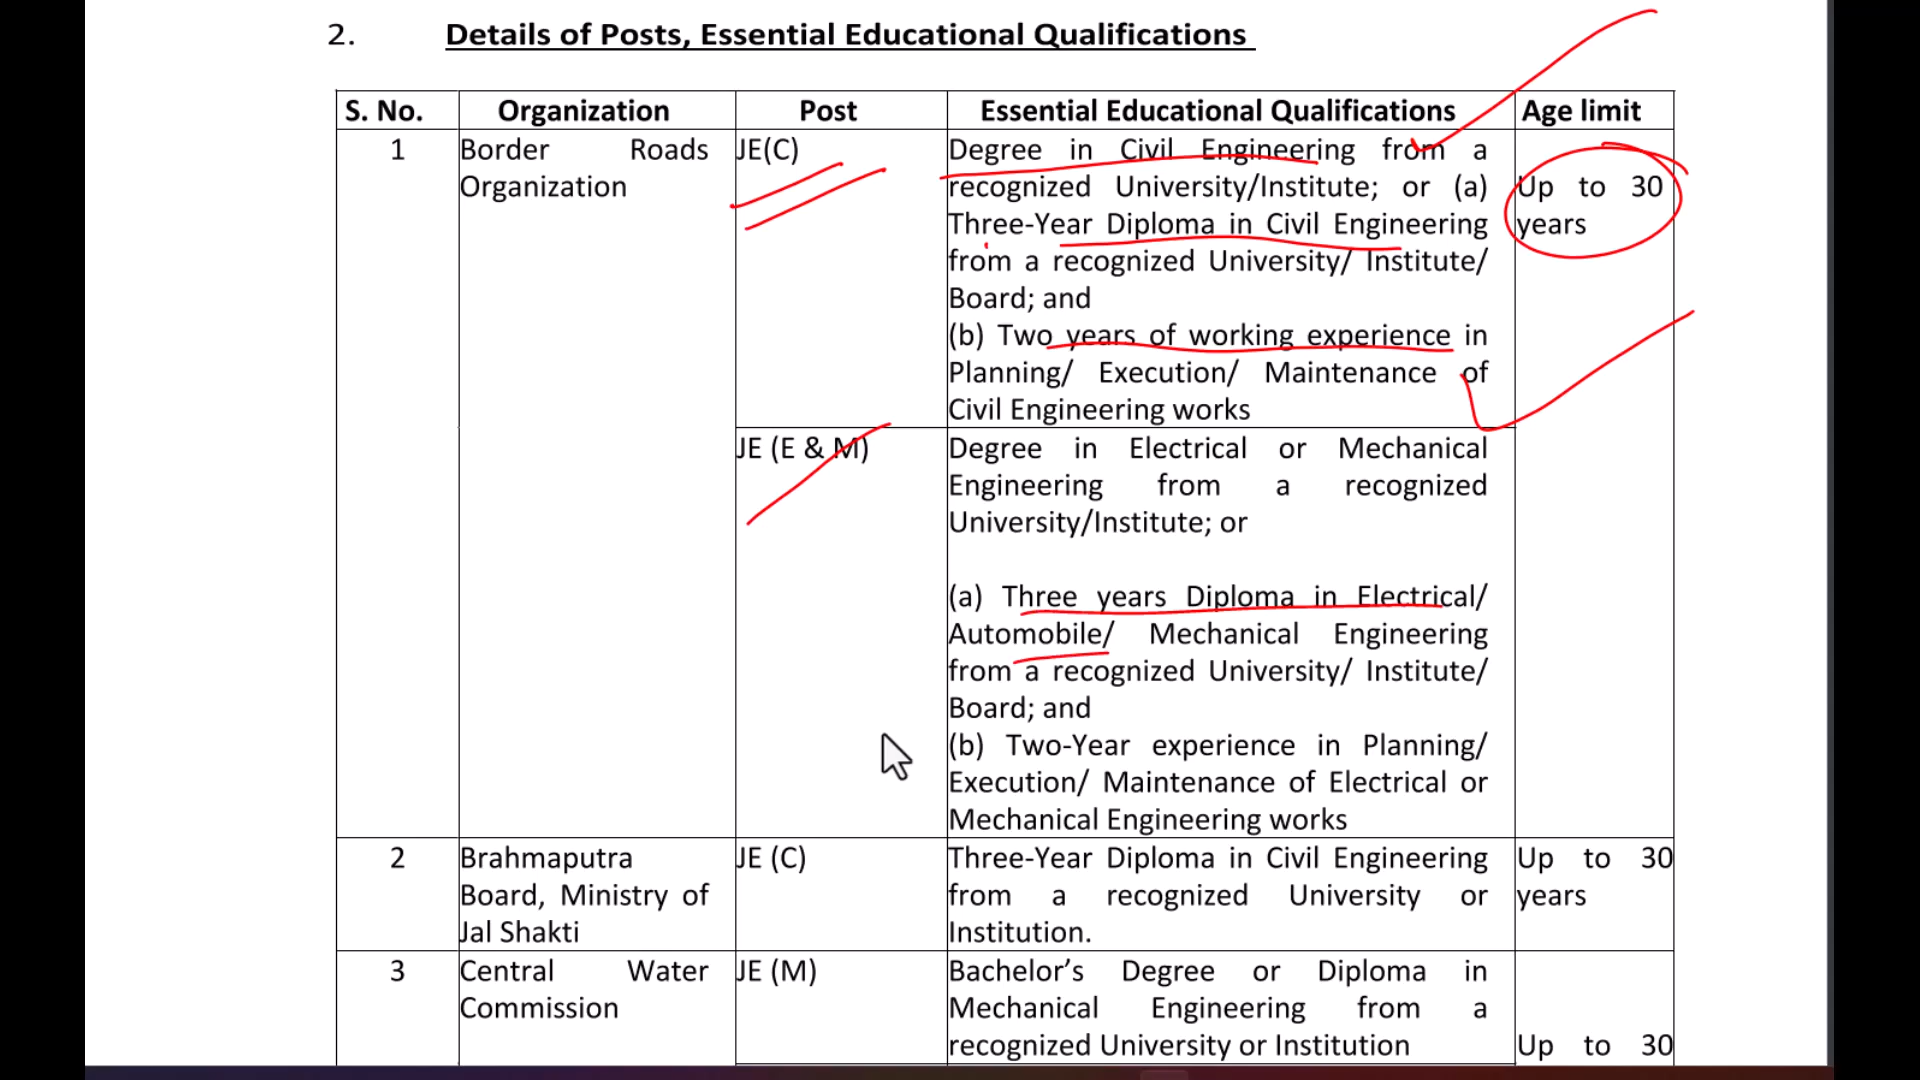 2. Details of Posts, Essential Educational Qualifications
S. No. Organization Post Essential Educational Qualifications Age limit
1 Border Roads Organization
JE(C)
Degree in Civil Engineering from a
recognized University/Institute; or (a)
Three-Year Diploma in Civil Engineering
from a recognized University/ Institute/
Board; and
(b) Two years of working experience in
Planning/ Execution/ Maintenance of
Civil Engineering works
Up to 30
years
JE (E & M)
Degree in Electrical or Mechanical
Engineering from a recognized
University/Institute; or
(a) Three years Diploma in Electrical/
Automobile/ Mechanical Engineering
from a recognized University/ Institute/
Board; and
(b) Two-Year experience in Planning/
Execution/ Maintenance of Electrical or
Mechanical Engineering works
2 Brahmaputra
Board, Ministry of
Jal Shakti
JE (C)
Three-Year Diploma in Civil Engineering
from a recognized University or
Institution.
Up to 30
years
3 Central Water
Commission
JE (M)
Bachelor’s Degree or Diploma in
Mechanical Engineering from a
recognized University or Institution
Up to 30